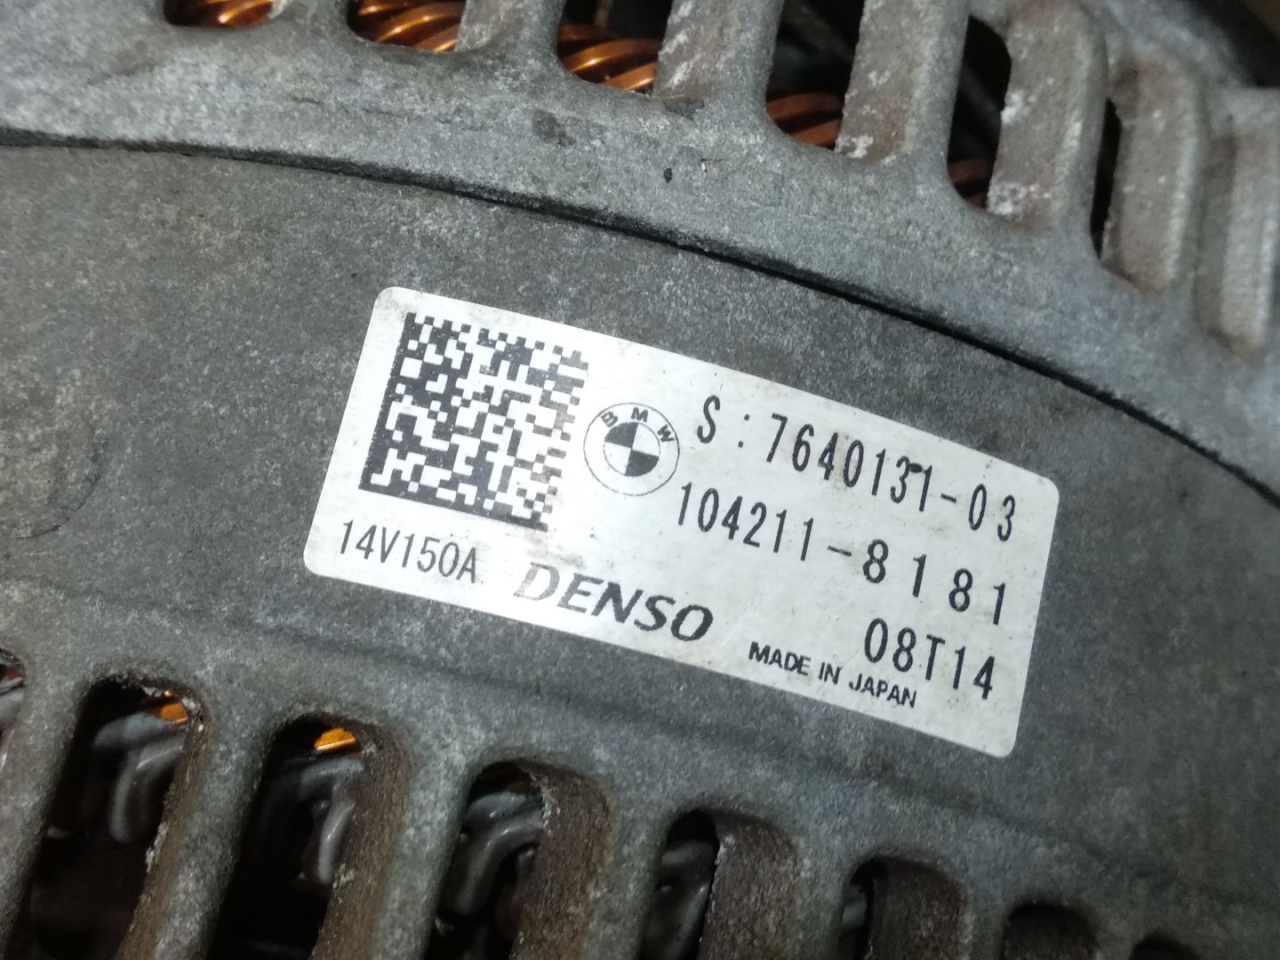 BMW
S:7640131-03
104211-8181
14V150A
DENSO
08T14
MADE IN JAPAN